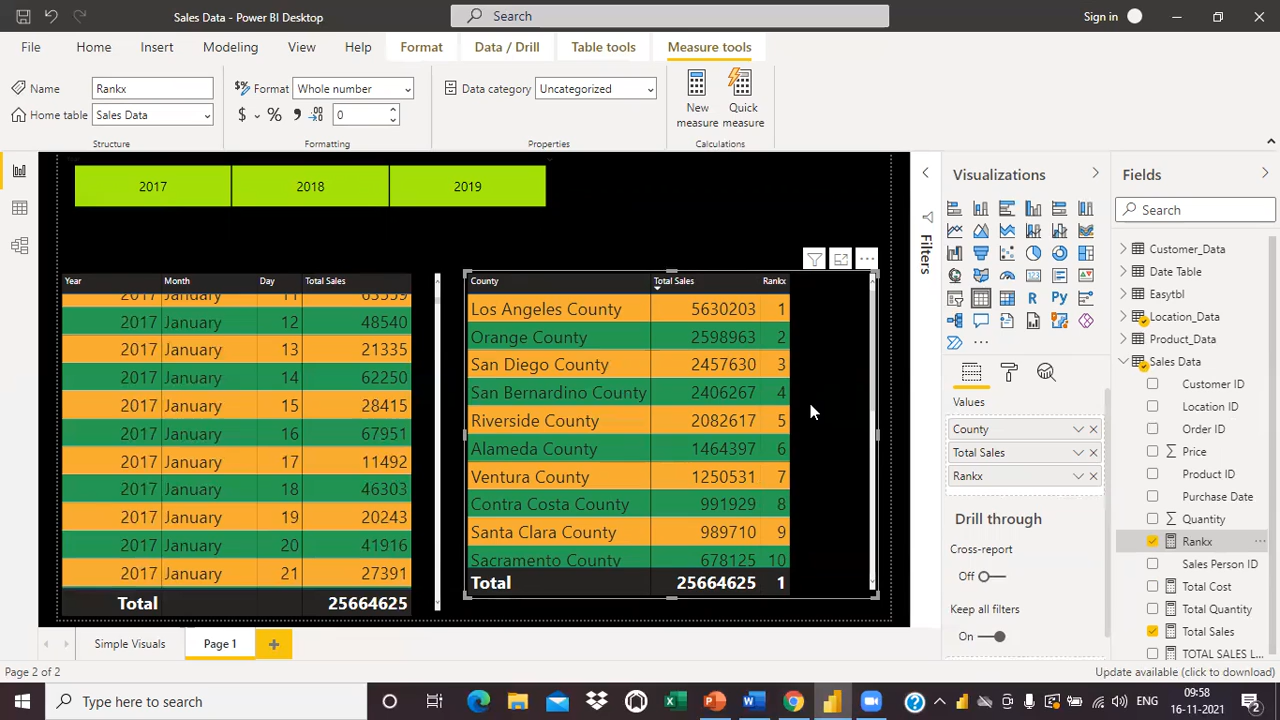 Sales Data - Power BI Desktop
Search
Sign in
File Home Insert Modeling View Help Format Data / Drill Table tools Measure tools
Name Rankx
Home table Sales Data
Structure
Format Whole number
$ % 0
Formatting
Data category Uncategorized
Properties
New measure
Quick measure
Calculations
2017 2018 2019
Year Month Day Total Sales
2017 January 11 63559
2017 January 12 48540
2017 January 13 21335
2017 January 14 62250
2017 January 15 28415
2017 January 16 67951
2017 January 17 11492
2017 January 18 46303
2017 January 19 20243
2017 January 20 41916
2017 January 21 27391
Total 25664625
County Total Sales Rankx
Los Angeles County 5630203 1
Orange County 2598963 2
San Diego County 2457630 3
San Bernardino County 2406267 4
Riverside County 2082617 5
Alameda County 1464397 6
Ventura County 1250531 7
Contra Costa County 991929 8
Santa Clara County 989710 9
Sacramento County 678125 10
Total 25664625 1
Filters
Visualizations
R Py
Values
County
Total Sales
Rankx
Drill through
Cross-report
Off
Keep all filters
On
Fields
Search
Customer_Data
Date Table
Easytbl
Location_Data
Product_Data
Sales Data
Customer ID
Location ID
Order ID
Price
Product ID
Purchase Date
Quantity
Rankx
Sales Person ID
Total Cost
Total Quantity
Total Sales
TOTAL SALES L...
Simple Visuals Page 1
Page 2 of 2
Update available (click to download)
Type here to search
ENG
09:58
16-11-2021
2